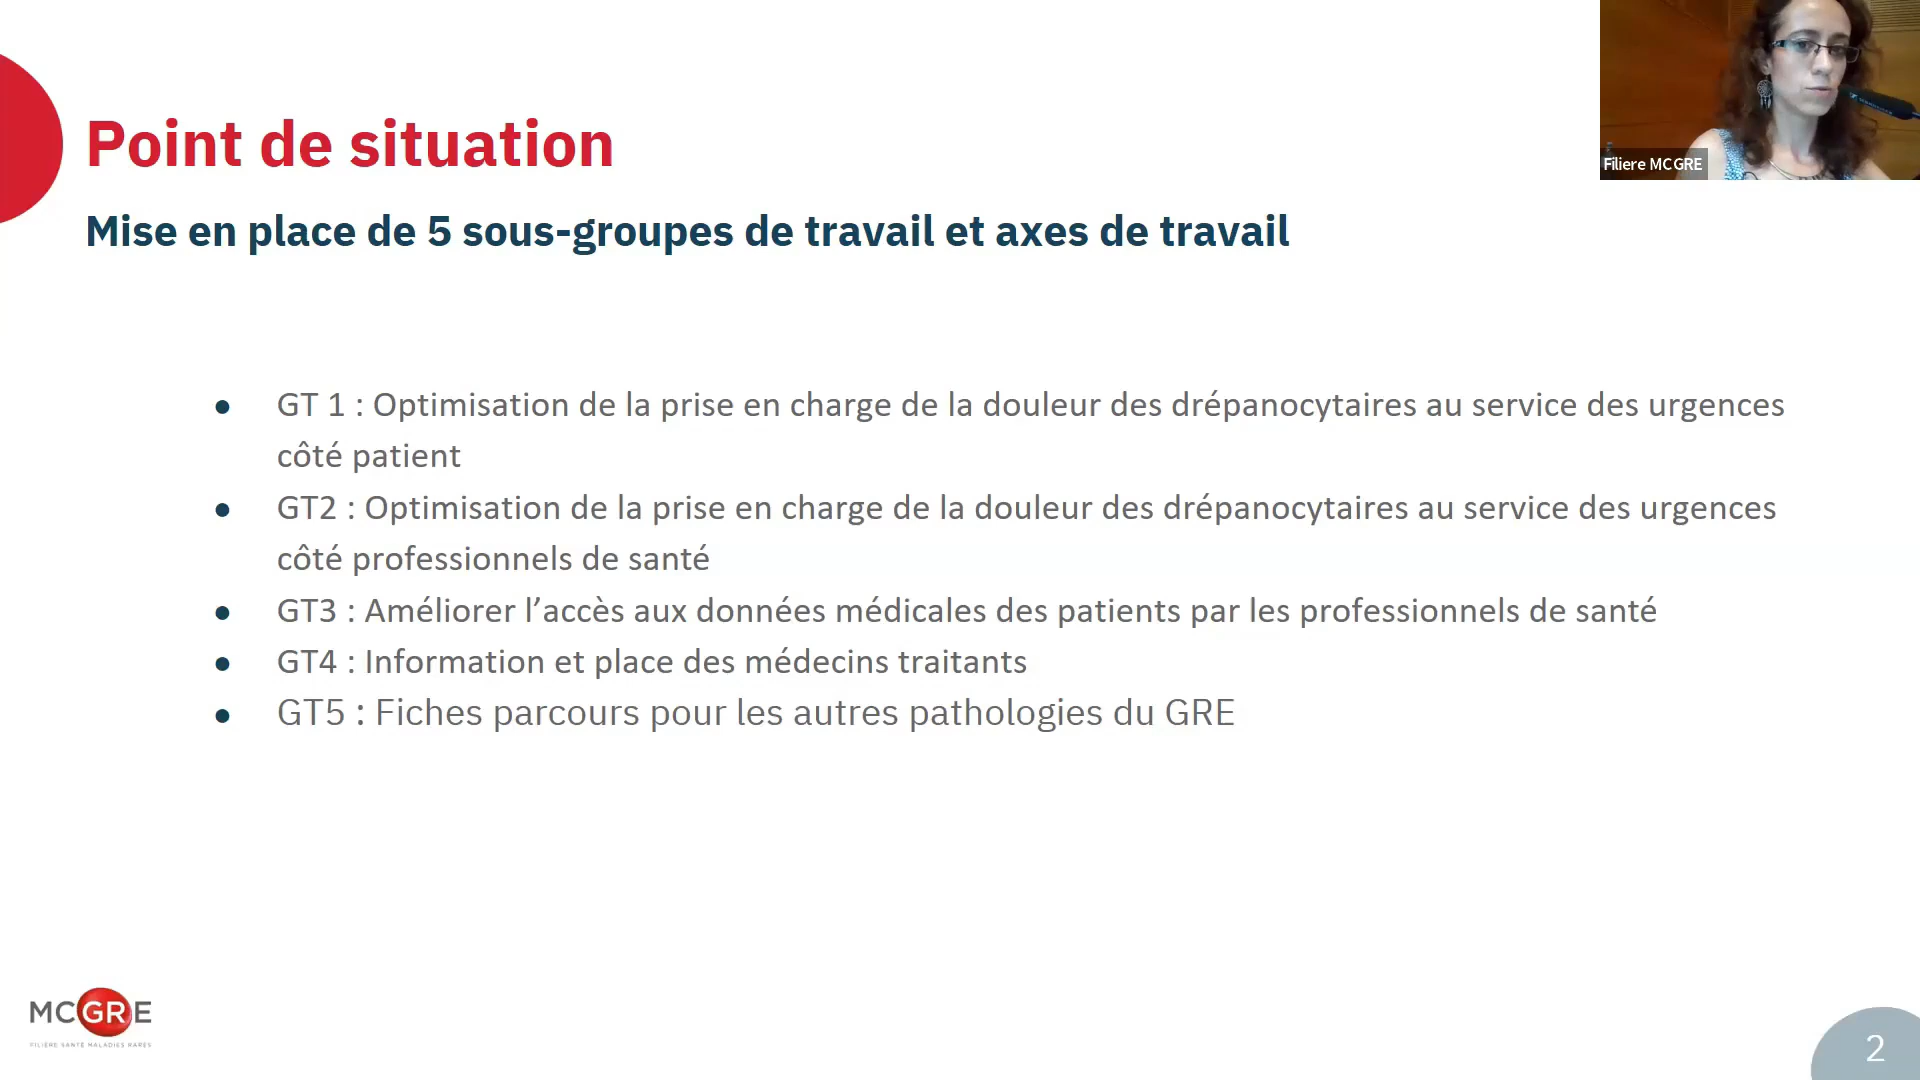 Point de situation
Filiere MCGRE
Mise en place de 5 sous-groupes de travail et axes de travail
● GT 1 : Optimisation de la prise en charge de la douleur des drépanocytaires au service des urgences
côté patient
● GT2 : Optimisation de la prise en charge de la douleur des drépanocytaires au service des urgences
côté professionnels de santé
● GT3 : Améliorer l’accès aux données médicales des patients par les professionnels de santé
● GT4 : Information et place des médecins traitants
● GT5 : Fiches parcours pour les autres pathologies du GRE
MCGRE
FILIÈRE SANTÉ MALADIES RARES
2